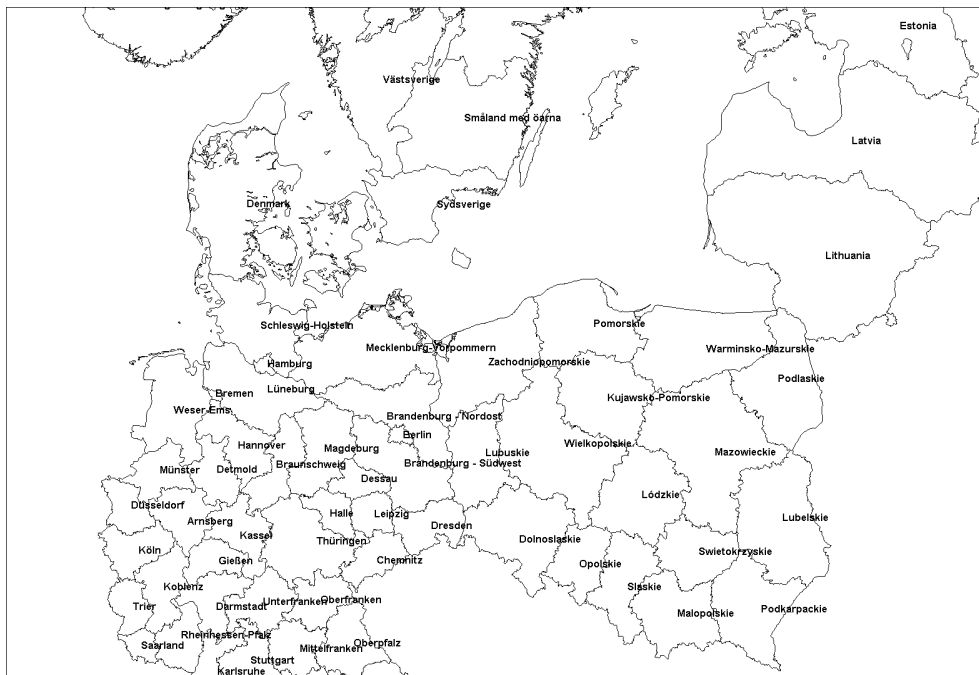 Estonia
Västsverige
Småland med öarna
Latvia
Denmark
Sydsverige
Lithuania
Schleswig-Holstein
Pomorskie
Mecklenburg-Vorpommern
Warminsko-Mazurskie
Hamburg
Zachodniopomorskie
Podlaskie
Lüneburg
Bremen
Kujawsko-Pomorskie
Weser-Ems
Brandenburg - Nordost
Berlin
Hannover
Magdeburg
Wielkopolskie
Lubuskie
Mazowieckie
Braunschweig
Brandenburg - Südwest
Münster
Detmold
Dessau
Lódzkie
Düsseldorf
Halle
Leipzig
Lubelskie
Arnsberg
Dresden
Kassel
Thüringen
Dolnoslaskie
Köln
Swietokrzyskie
Gießen
Chemnitz
Opolskie
Koblenz
Slaskie
Unterfranken
Oberfranken
Trier
Darmstadt
Malopolskie
Podkarpackie
Rheinhessen-Pfalz
Saarland
Mittelfranken
Oberpfalz
Stuttgart
Karlsruhe